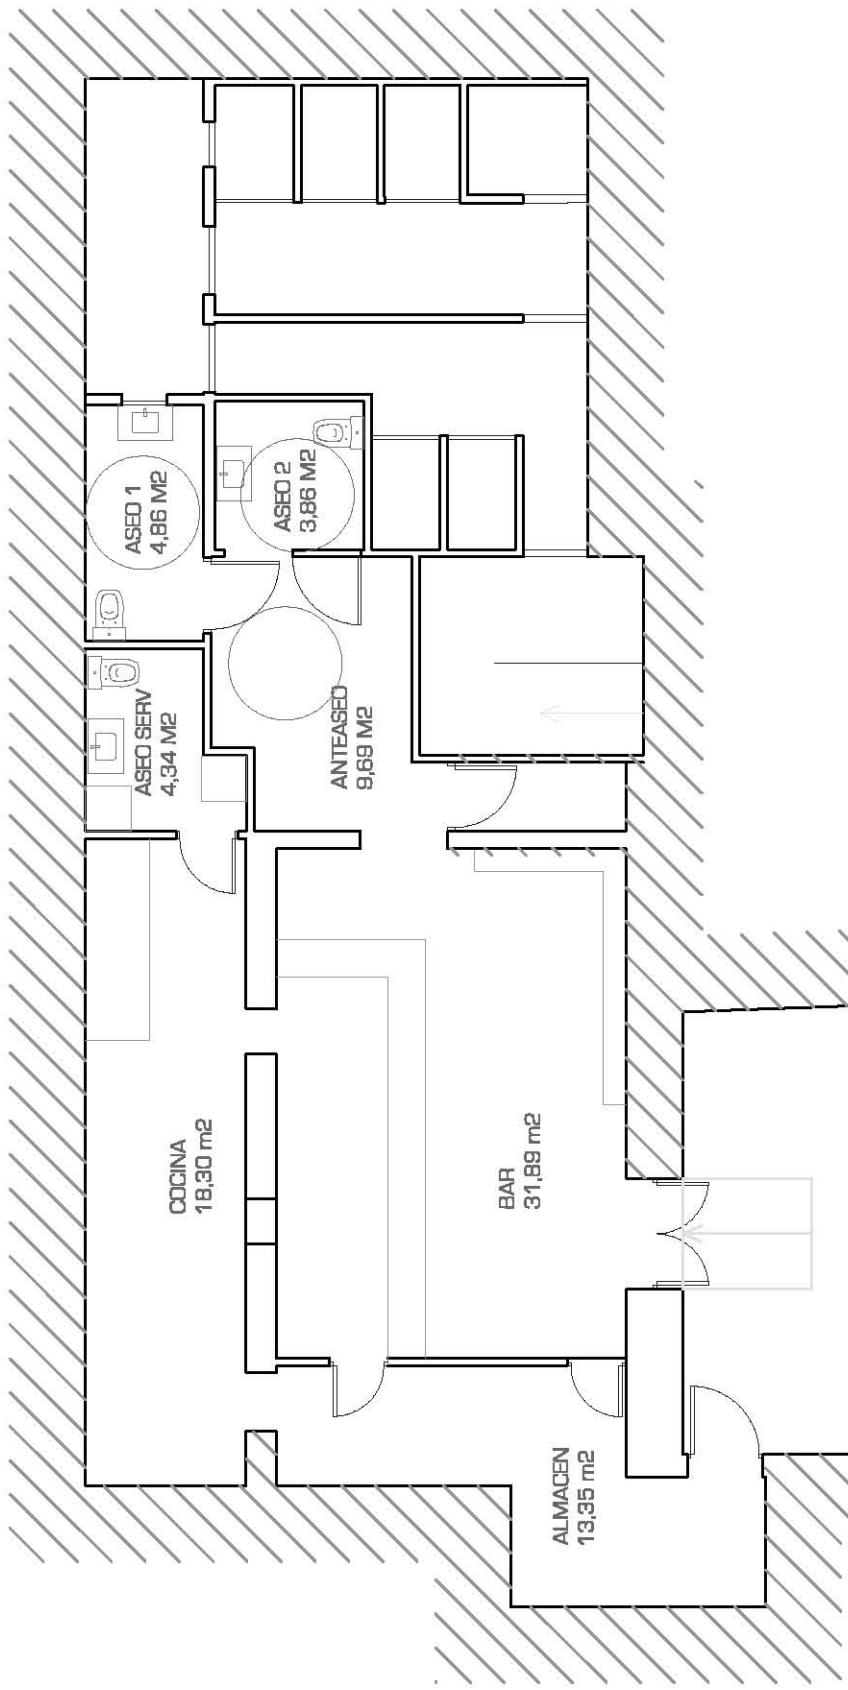 ASEO 1
4,86 M2
ASEO 2
3,86 M2
ASEO SERV
4,34 M2
ANTEASEO
9,69 M2
COCINA
18,30 m2
BAR
31,89 m2
ALMACEN
13,35 m2